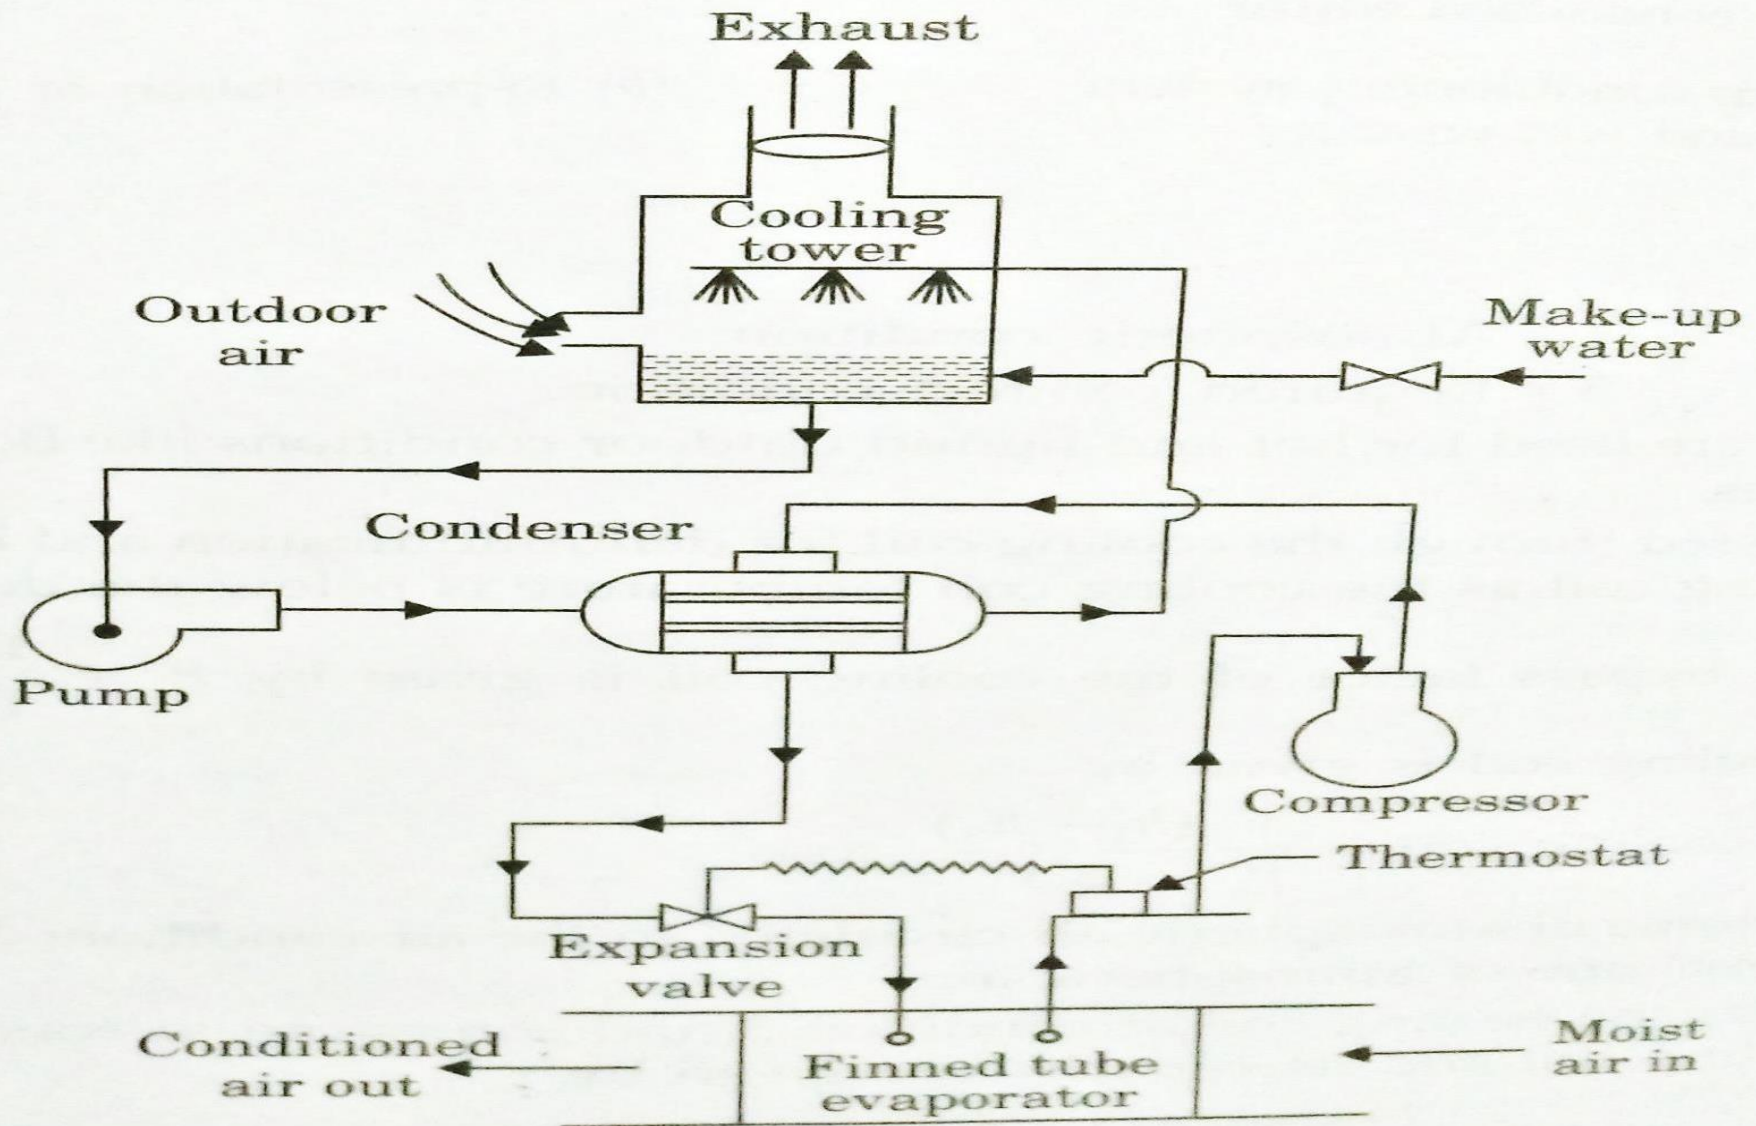 Exhaust
Cooling
tower
Outdoor
air
Make-up
water
Condenser
Pump
Compressor
Thermostat
Expansion
valve
Conditioned
air out
Finned tube
evaporator
Moist
air in